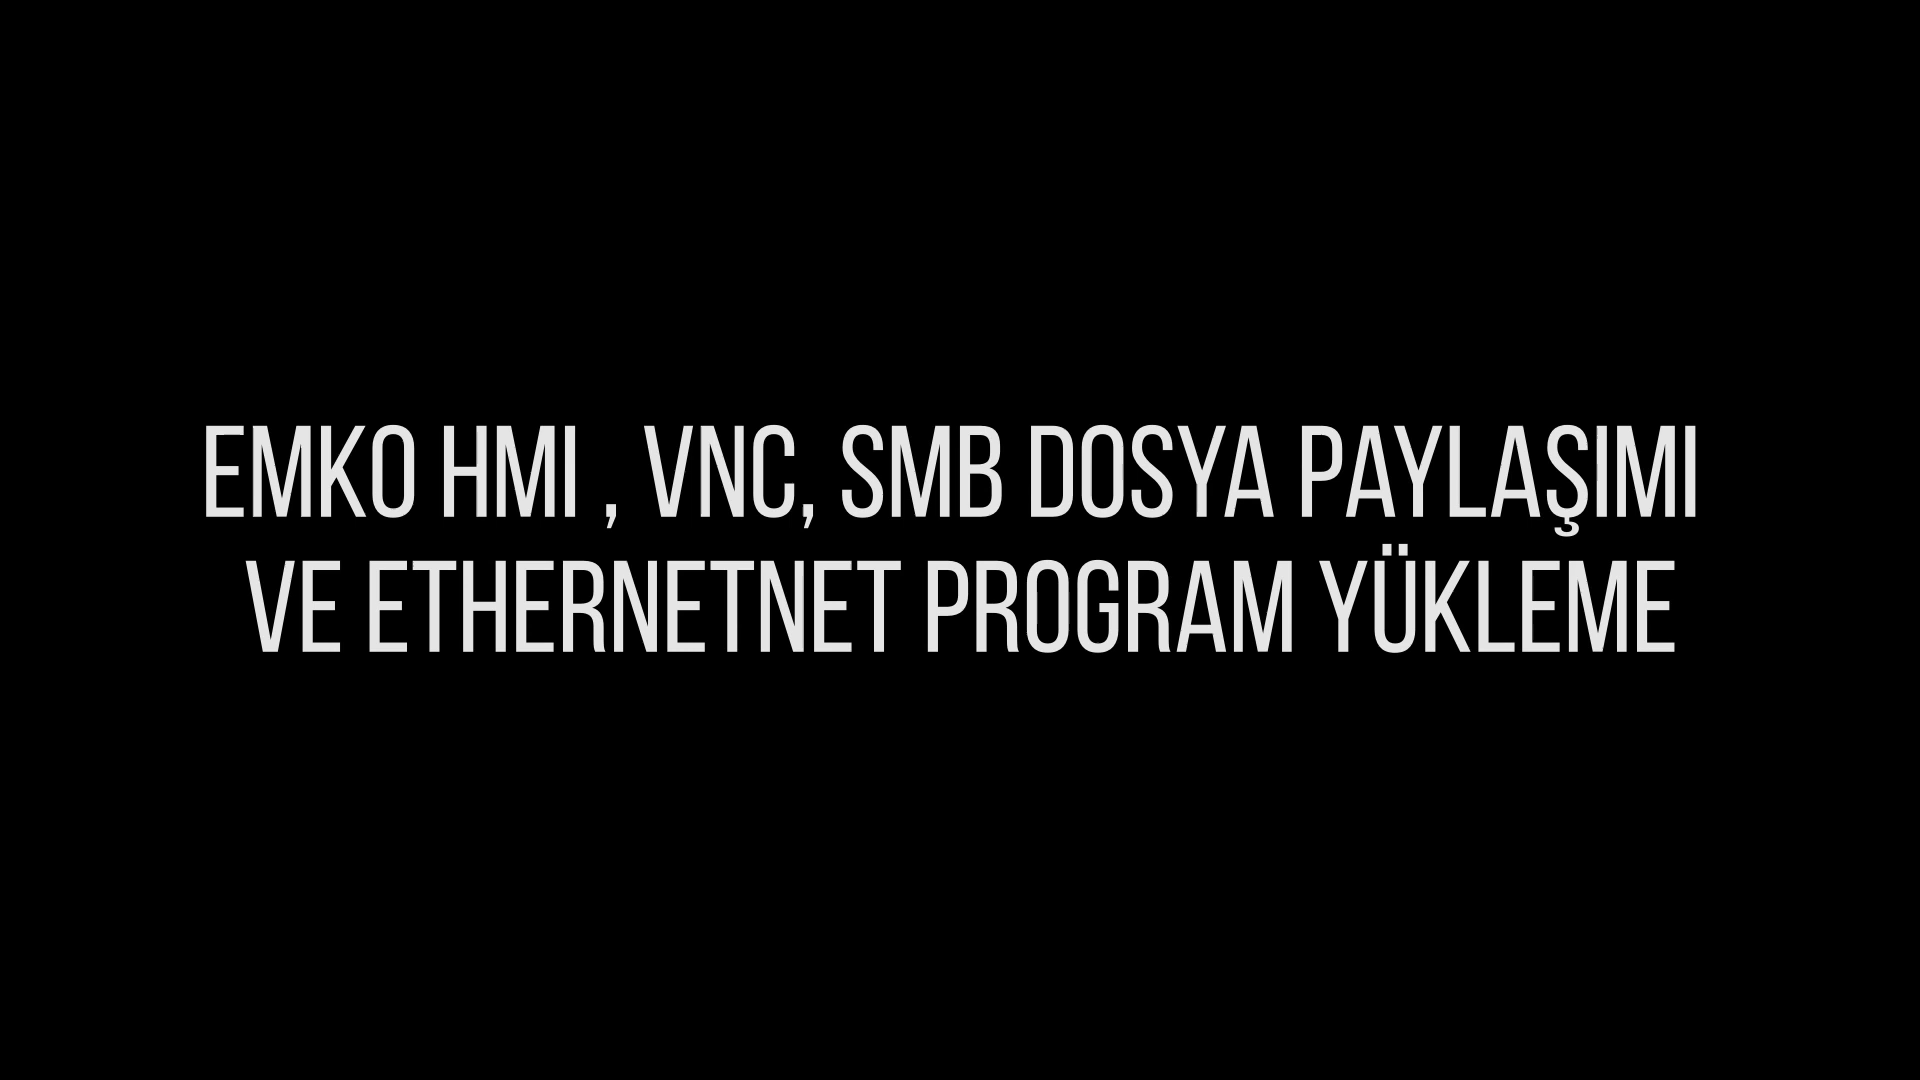 EMKO HMI , VNC, SMB DOSYA PAYLAŞIMI
VE ETHERNETNET PROGRAM YÜKLEME